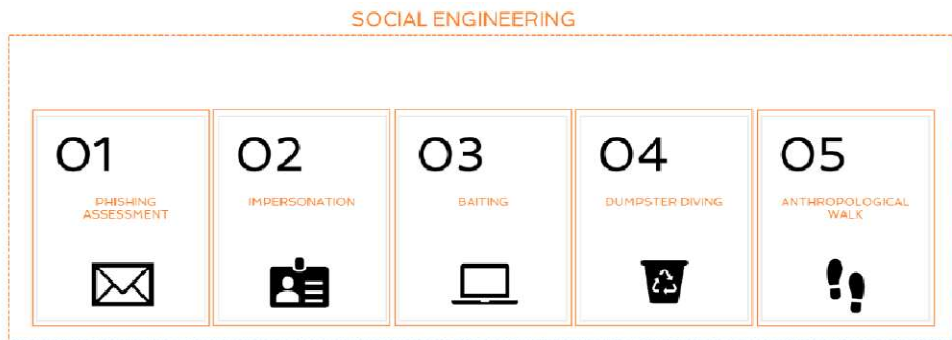 SOCIAL ENGINEERING
01
PHISHING
ASSESSMENT
02
IMPERSONATION
03
BAITING
04
DUMPSTER DIVING
05
ANTHROPOLOGICAL
WALK